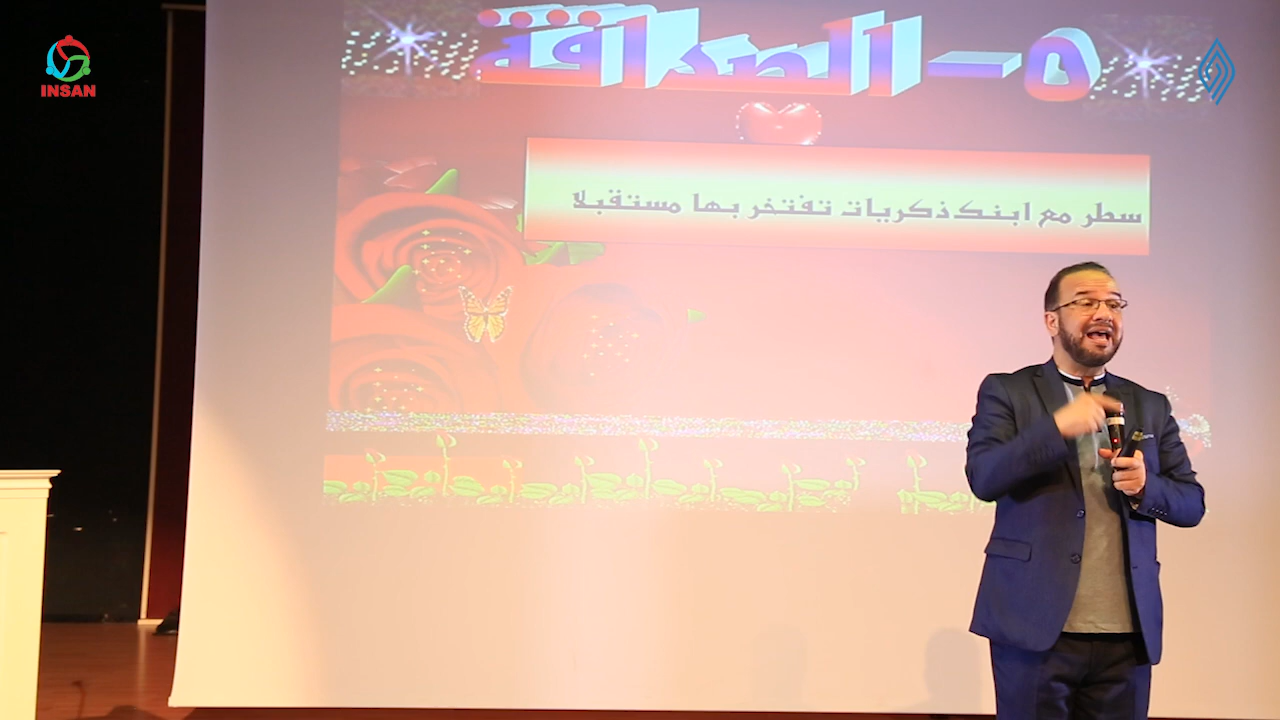 INSAN
٥- الصداقة
سطر مع ابنك ذكريات تفتخر بها مستقبلا